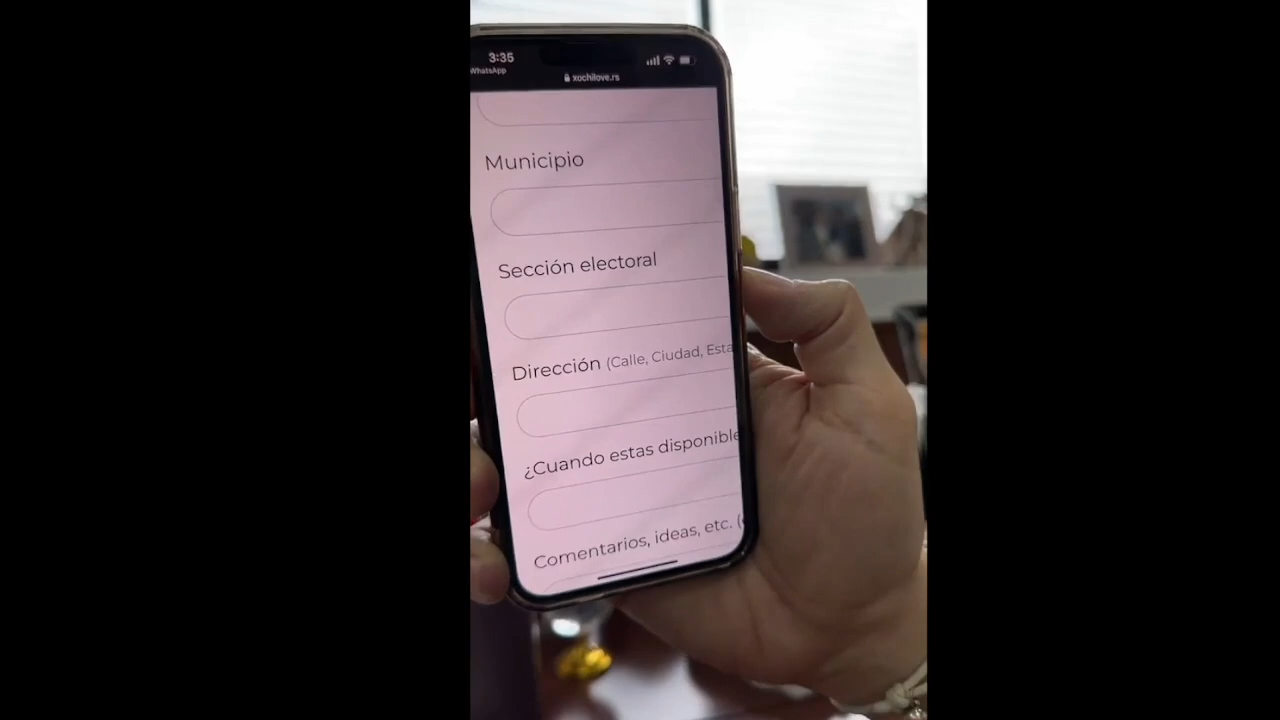 3:35
WhatsApp
xochilove.rs
Municipio
Sección electoral
Dirección (Calle, Ciudad, Esta
¿Cuando estas disponible
Comentarios, ideas, etc. (